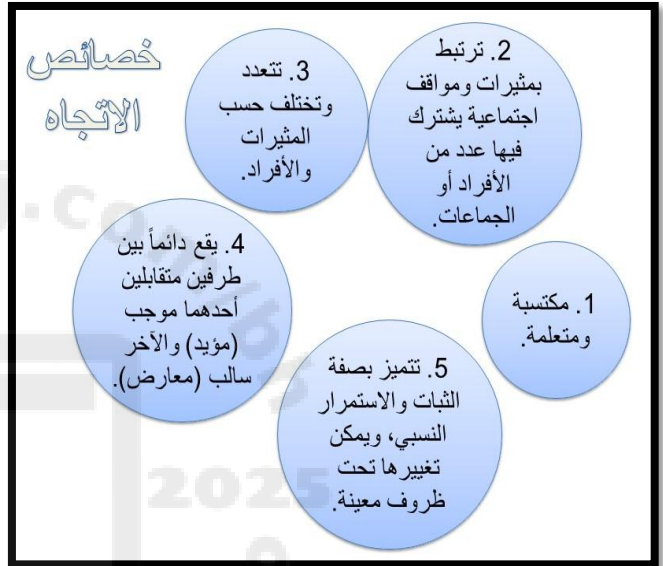 خصائص
الاتجاه
1. مكتسبة
ومتعلمة.
2. ترتبط
بمثيرات ومواقف
اجتماعية يشترك
فيها عدد من
الأفراد أو
الجماعات.
3. تتعدد
وتختلف حسب
المثيرات
والأفراد.
4. يقع دائماً بين
طرفين متقابلين
أحدهما موجب
(مؤيد) والآخر
سالب (معارض).
5. تتميز بصفة
الثبات والاستمرار
النسبي، ويمكن
تغييرها تحت
ظروف معينة.
2025